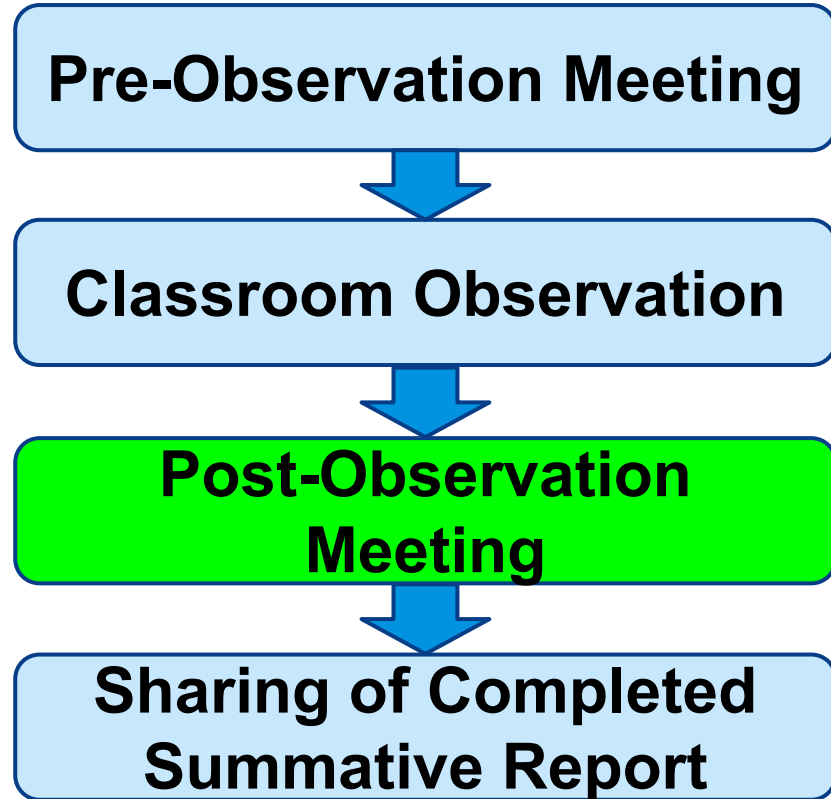 Pre-Observation Meeting
Classroom Observation
Post-Observation
Meeting
Sharing of Completed
Summative Report